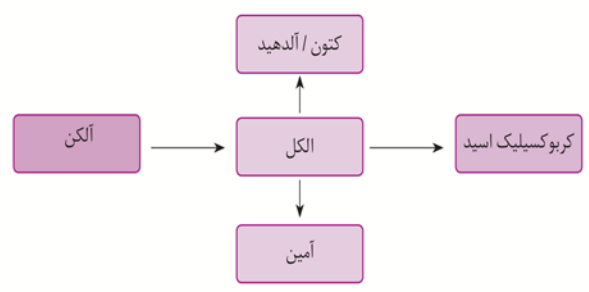 کتون / آلدهید
آلکن
الکل
کربوکسیلیک اسید
آمین